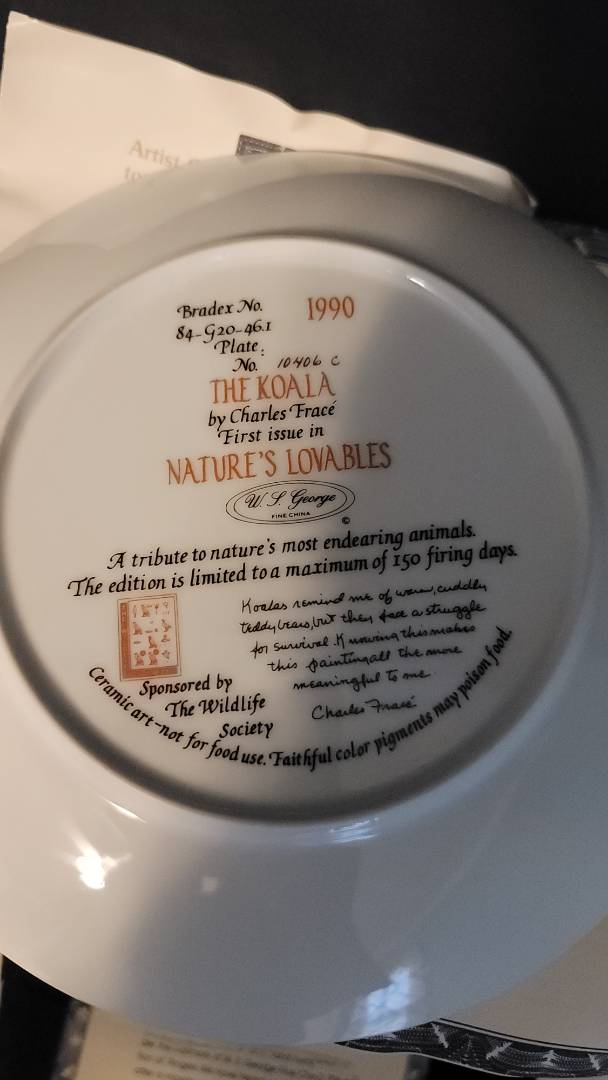 Artist
to
Bradex No.
1990
84-G20-46.1
Plate:
No. 10406 C
THE KOALA
by Charles Fracé
First issue in
NATURE'S LOVABLES
W. S. George
FINE CHINA
©
A tribute to nature's most endearing animals.
The edition is limited to a maximum of 150 firing days.
Koalas remind me of warm, cuddly
teddy bears, but they face a struggle
for survival. Knowing this makes
this painting all the more
meaningful to me.
Charles Fracé
Sponsored by
The Wildlife
Society
Ceramic art—not for food use. Faithful color pigments may poison food.